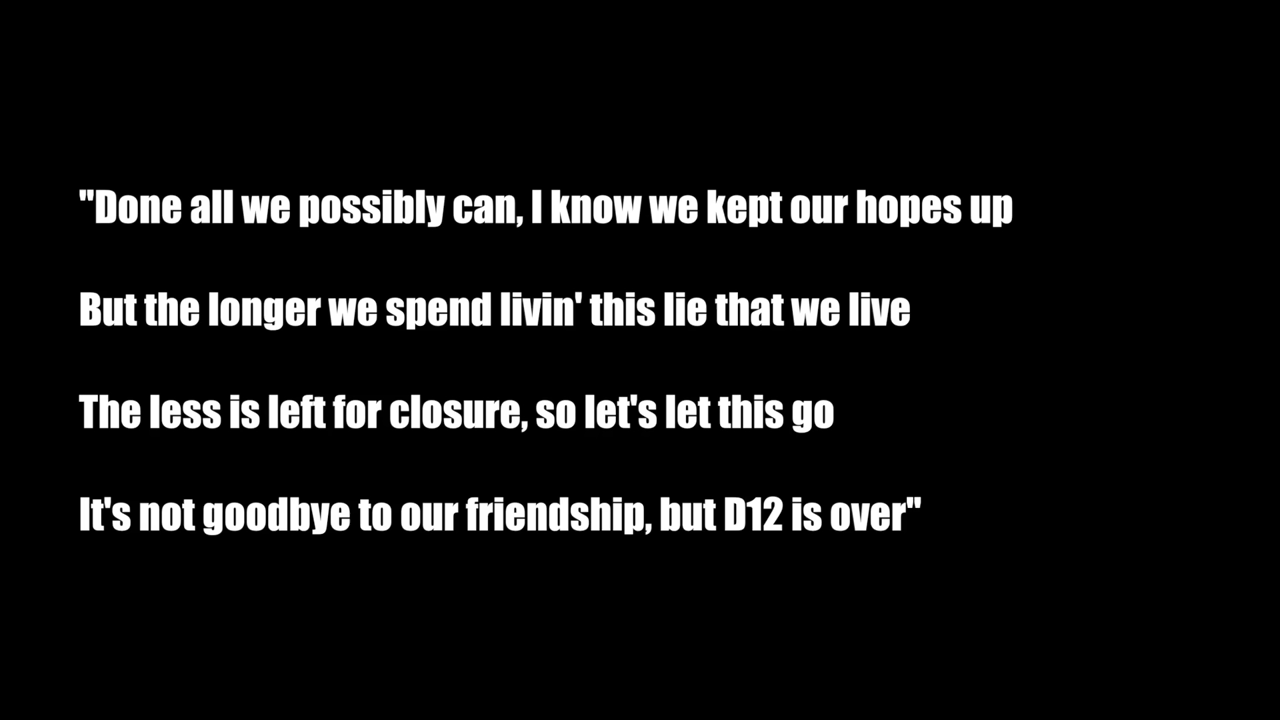 "Done all we possibly can, I know we kept our hopes up
But the longer we spend livin' this lie that we live
The less is left for closure, so let's let this go
It's not goodbye to our friendship, but D12 is over"